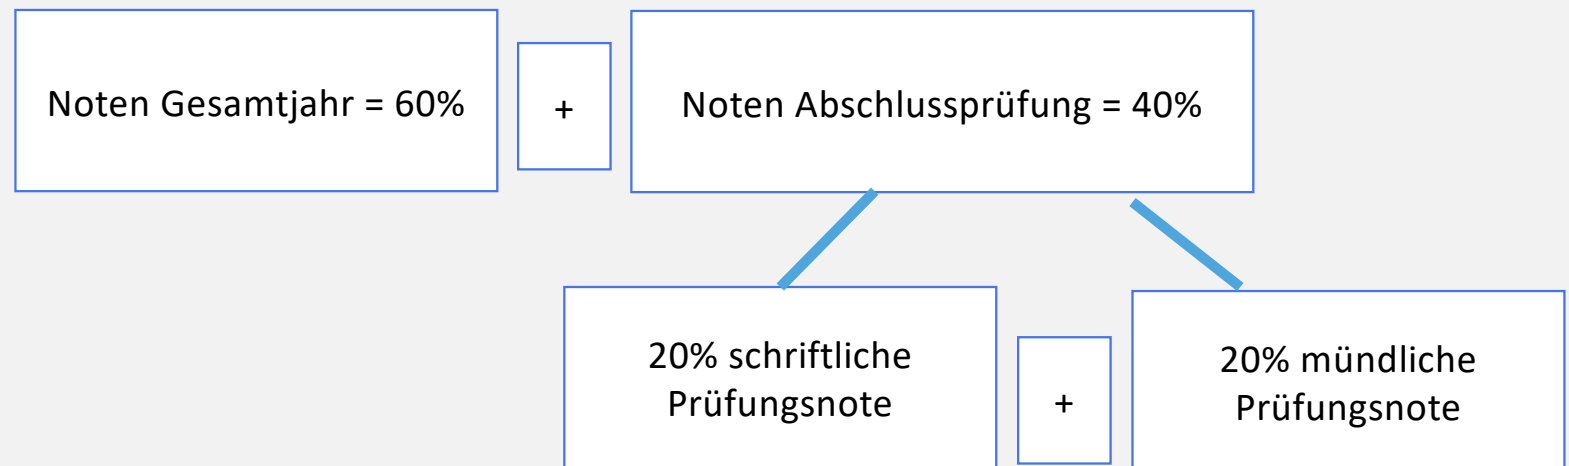 Noten Gesamtjahr = 60%
+
Noten Abschlussprüfung = 40%
20% schriftliche
Prüfungsnote
+
20% mündliche
Prüfungsnote